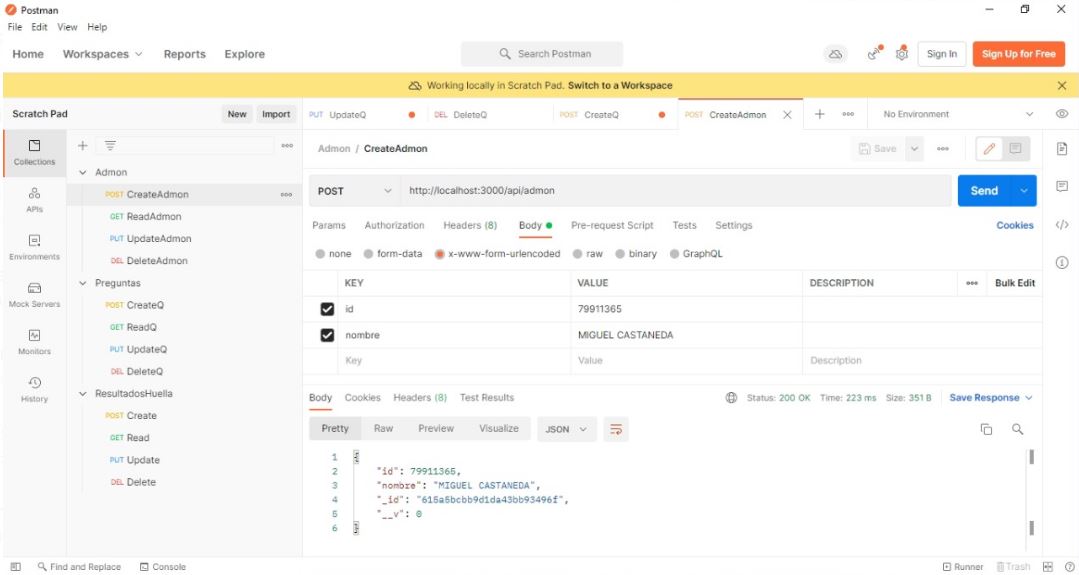 Postman
File Edit View Help
Home Workspaces Reports Explore Search Postman Sign In Sign Up for Free
Working locally in Scratch Pad. Switch to a Workspace
Scratch Pad New Import
PUT UpdateQ DEL DeleteQ POST CreateQ POST CreateAdmon No Environment
Collections
APIs
Environments
Mock Servers
Monitors
History
Admon
POST CreateAdmon
GET ReadAdmon
PUT UpdateAdmon
DEL DeleteAdmon
Preguntas
POST CreateQ
GET ReadQ
PUT UpdateQ
DEL DeleteQ
ResultadosHuella
POST Create
GET Read
PUT Update
DEL Delete
Admon / CreateAdmon Save
POST http://localhost:3000/api/admon Send
Params Authorization Headers (8) Body Pre-request Script Tests Settings Cookies
none form-data x-www-form-urlencoded raw binary GraphQL
KEY VALUE DESCRIPTION Bulk Edit
id 79911365
nombre MIGUEL CASTANEDA
Key Value Description
Body Cookies Headers (8) Test Results Status: 200 OK Time: 223 ms Size: 351 B Save Response
Pretty Raw Preview Visualize JSON
1 {
2 "id": 79911365,
3 "nombre": "MIGUEL CASTANEDA",
4 "_id": "615a5bcbb9d1da43bb93496f",
5 "__v": 0
6 }
Find and Replace Console Runner Trash